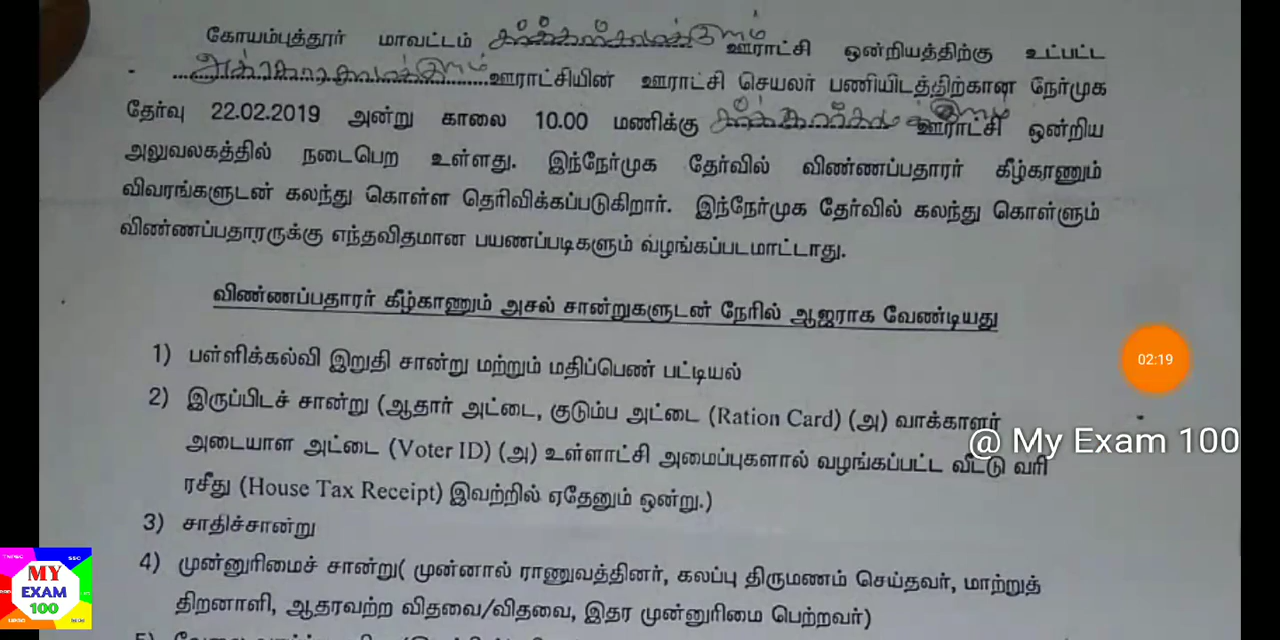 கோயம்புத்தூர் மாவட்டம் ஊராட்சி ஒன்றியத்திற்கு உட்பட்ட
ஊராட்சியின் ஊராட்சி செயலர் பணியிடத்திற்கான நேர்முக
தேர்வு 22.02.2019 அன்று காலை 10.00 மணிக்கு ஊராட்சி ஒன்றிய
அலுவலகத்தில் நடைபெற உள்ளது. இந்நேர்முக தேர்வில் விண்ணப்பதாரர் கீழ்காணும்
விவரங்களுடன் கலந்து கொள்ள தெரிவிக்கப்படுகிறார். இந்நேர்முக தேர்வில் கலந்து கொள்ளும்
விண்ணப்பதாரருக்கு எந்தவிதமான பயணப்படிகளும் வழங்கப்படமாட்டாது.
விண்ணப்பதாரர் கீழ்காணும் அசல் சான்றுகளுடன் நேரில் ஆஜராக வேண்டியது
1) பள்ளிக்கல்வி இறுதி சான்று மற்றும் மதிப்பெண் பட்டியல்
02:19
2) இருப்பிடச் சான்று (ஆதார் அட்டை, குடும்ப அட்டை (Ration Card) (அ) வாக்காளர்
@ My Exam 100
அடையாள அட்டை (Voter ID) (அ) உள்ளாட்சி அமைப்புகளால் வழங்கப்பட்ட வீட்டு வரி
ரசீது (House Tax Receipt) இவற்றில் ஏதேனும் ஒன்று.)
3) சாதிச்சான்று
4) முன்னுரிமைச் சான்று( முன்னால் ராணுவத்தினர், கலப்பு திருமணம் செய்தவர், மாற்றுத்
திறனாளி, ஆதரவற்ற விதவை/விதவை, இதர முன்னுரிமை பெற்றவர்)
MY
EXAM
100